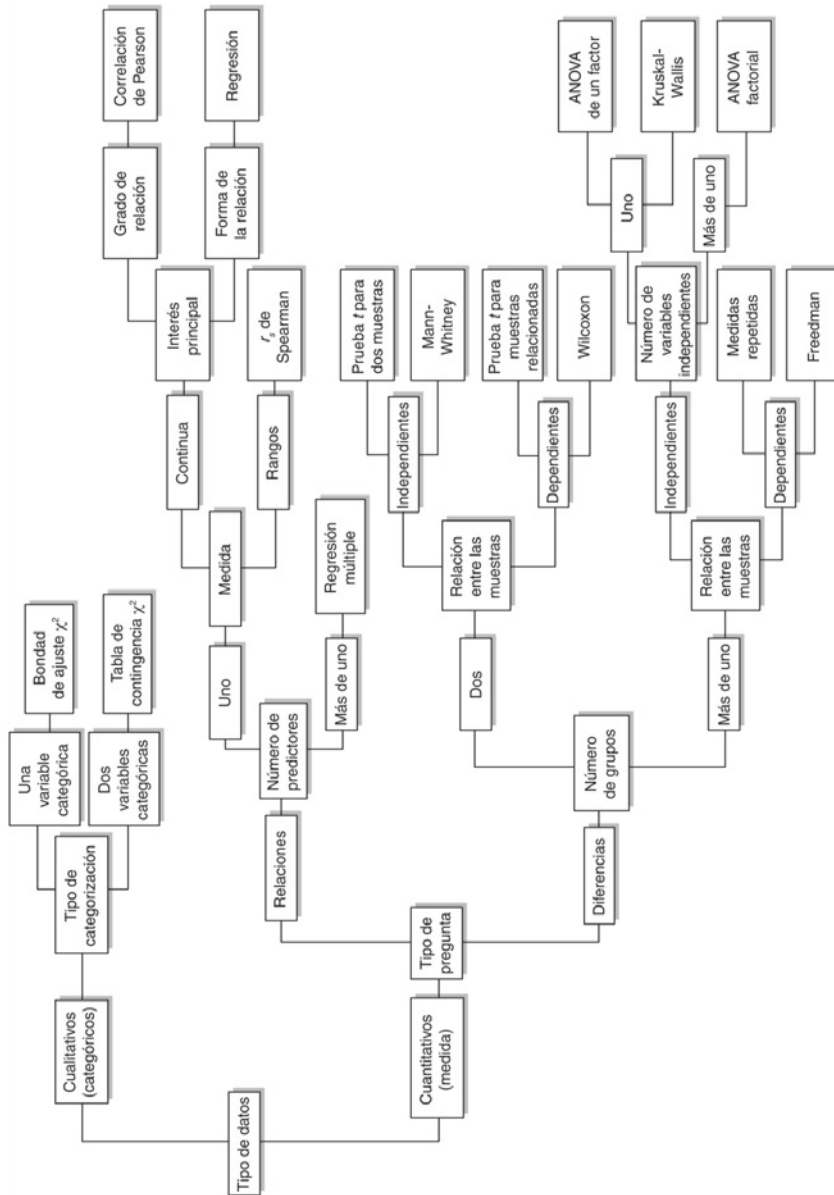 Tipo de datos
Cualitativos
(categóricos)
Tipo de
categorización
Una
variable
categórica
Bondad
de ajuste χ²
Dos
variables
categóricas
Tabla de
contingencia χ²
Cuantitativos
(medida)
Tipo de
pregunta
Relaciones
Número de
predictores
Uno
Medida
Continua
Interés
principal
Grado de
relación
Correlación
de Pearson
Forma de
la relación
Regresión
Rangos
rₛ de
Spearman
Más de uno
Regresión
múltiple
Diferencias
Número
de grupos
Dos
Relación
entre las
muestras
Independientes
Prueba t para
dos muestras
Mann-
Whitney
Dependientes
Prueba t para
muestras
relacionadas
Wilcoxon
Más de uno
Relación
entre las
muestras
Independientes
Número de
variables
independientes
Uno
ANOVA
de un factor
Kruskal-
Wallis
Más de uno
ANOVA
factorial
Dependientes
Medidas
repetidas
Freedman